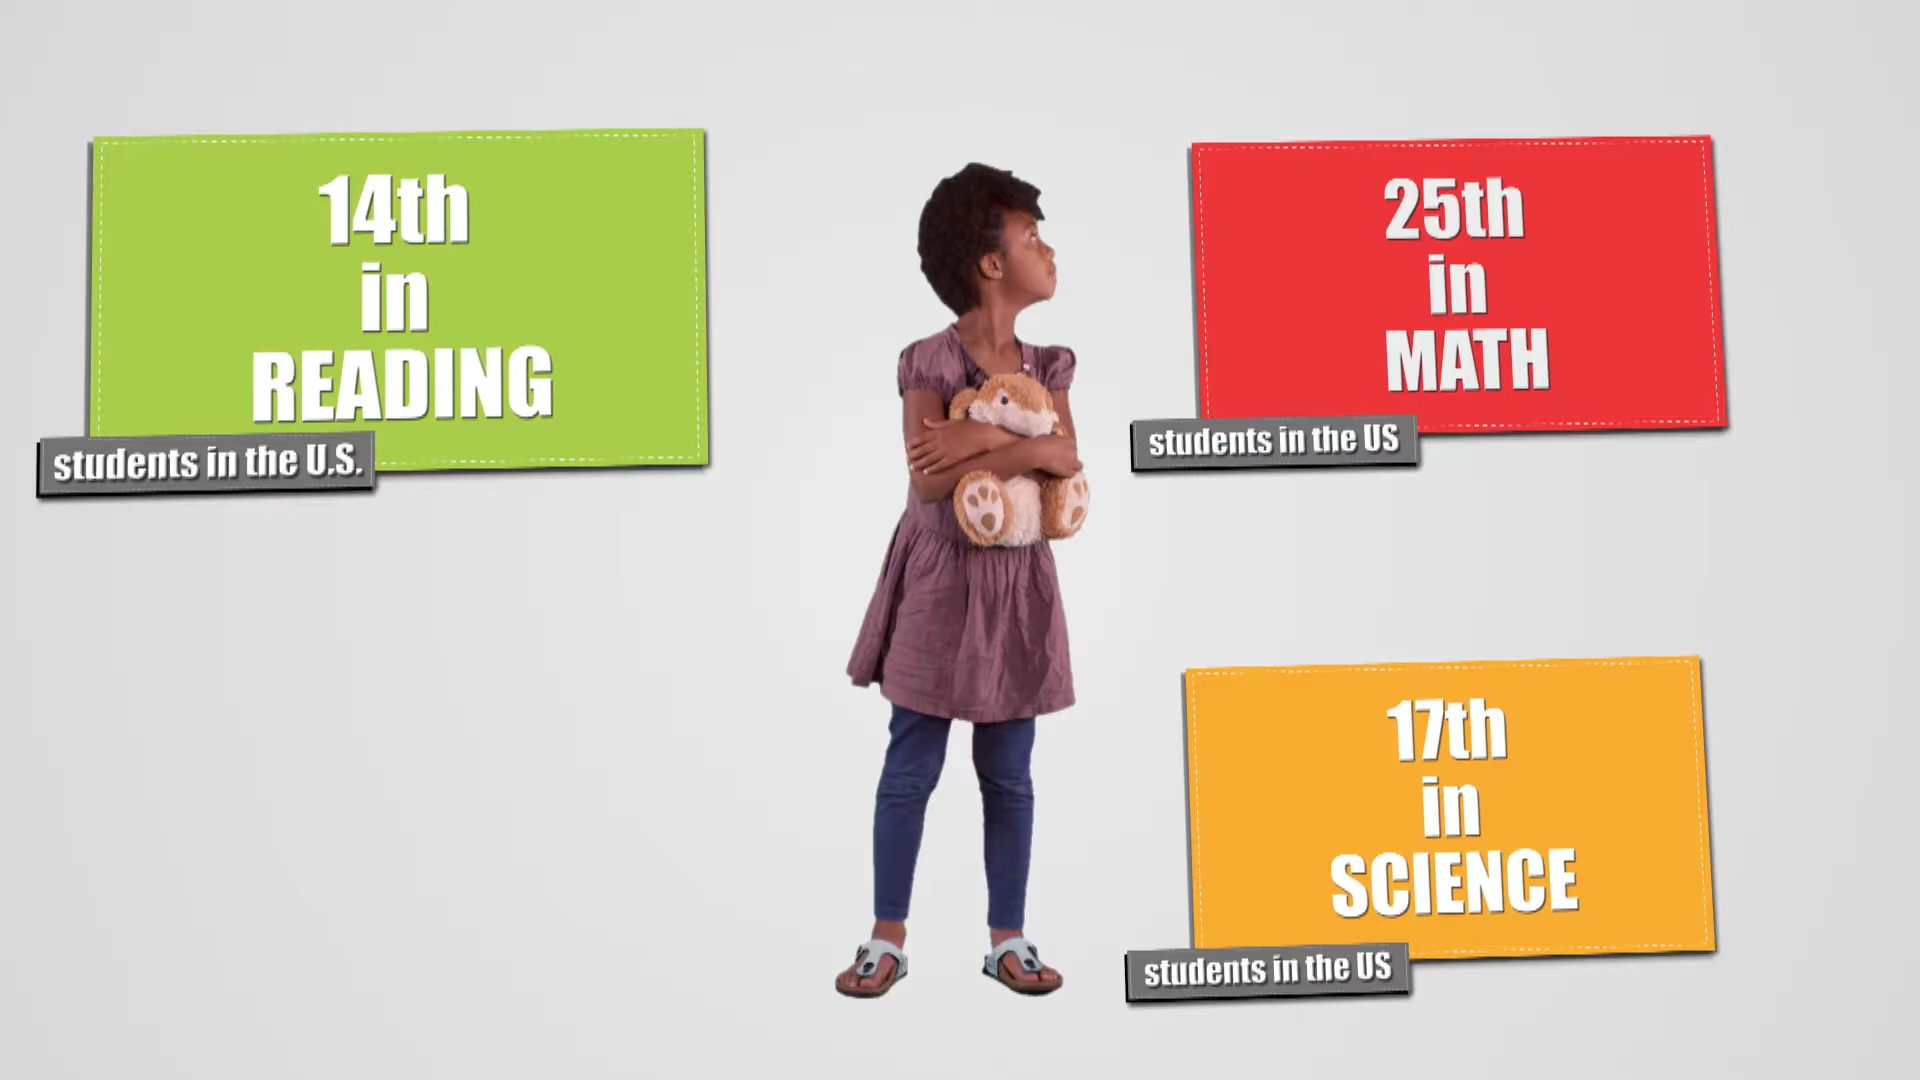 14th
in
READING
students in the U.S.
25th
in
MATH
students in the US
17th
in
SCIENCE
students in the US